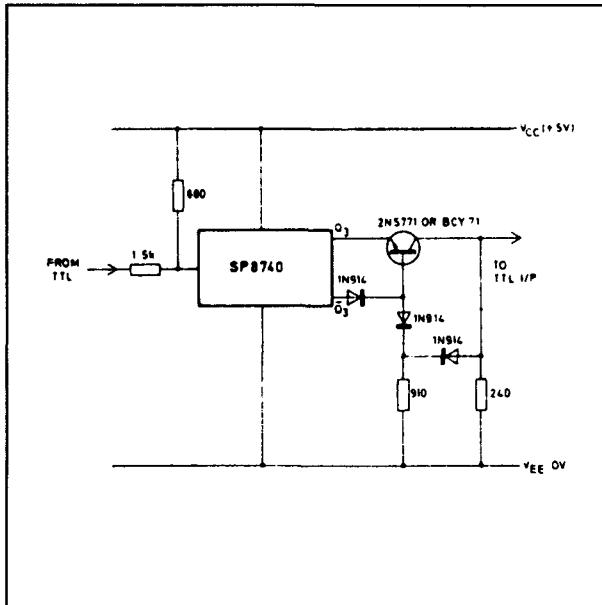 VCC (+5V)
680
Q3
2N5771 OR BCY 71
FROM
TTL
1 5k
SP8740
TO
TTL I/P
1N914
Q̄3
1N914
1N914
910
240
VEE 0V